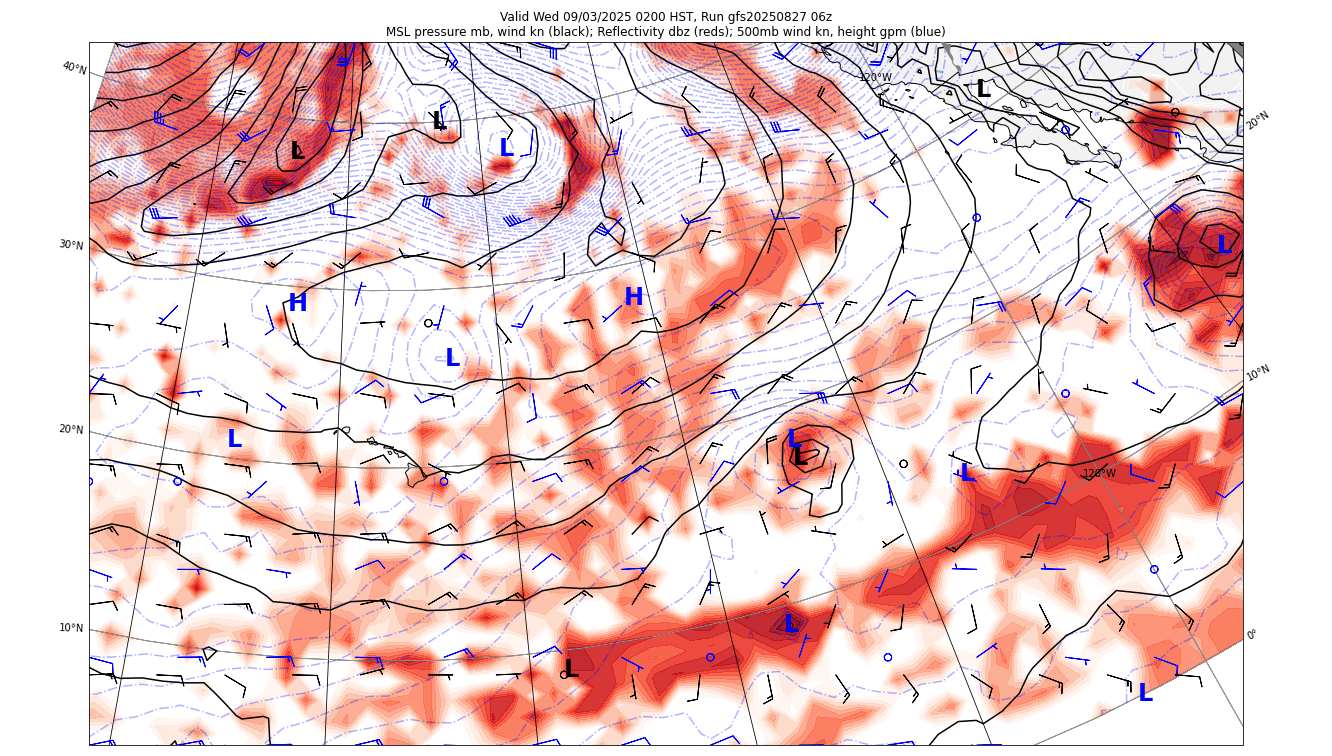 Valid Wed 09/03/2025 0200 HST, Run gfs20250827 06z
MSL pressure mb, wind kn (black); Reflectivity dbz (reds); 500mb wind kn, height gpm (blue)
40°N
120°W
L
0
20°N
L
L
L
30°N
L
H
H
L
10°N
L
20°N
L
L
L
120°W
L
L
10°N
L
0°
L
L